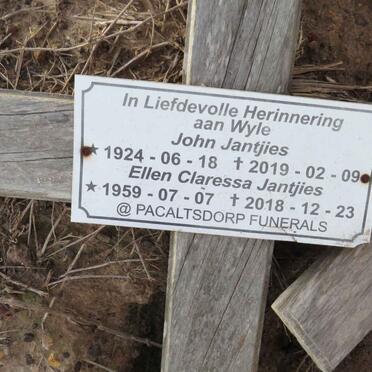 In Liefdevolle Herinnering
aan Wyle
John Jantjies
★ 1924 - 06 - 18 ✝ 2019 - 02 - 09
Ellen Claressa Jantjies
★ 1959 - 07 - 07 ✝ 2018 - 12 - 23
@ PACALTSDORP FUNERALS